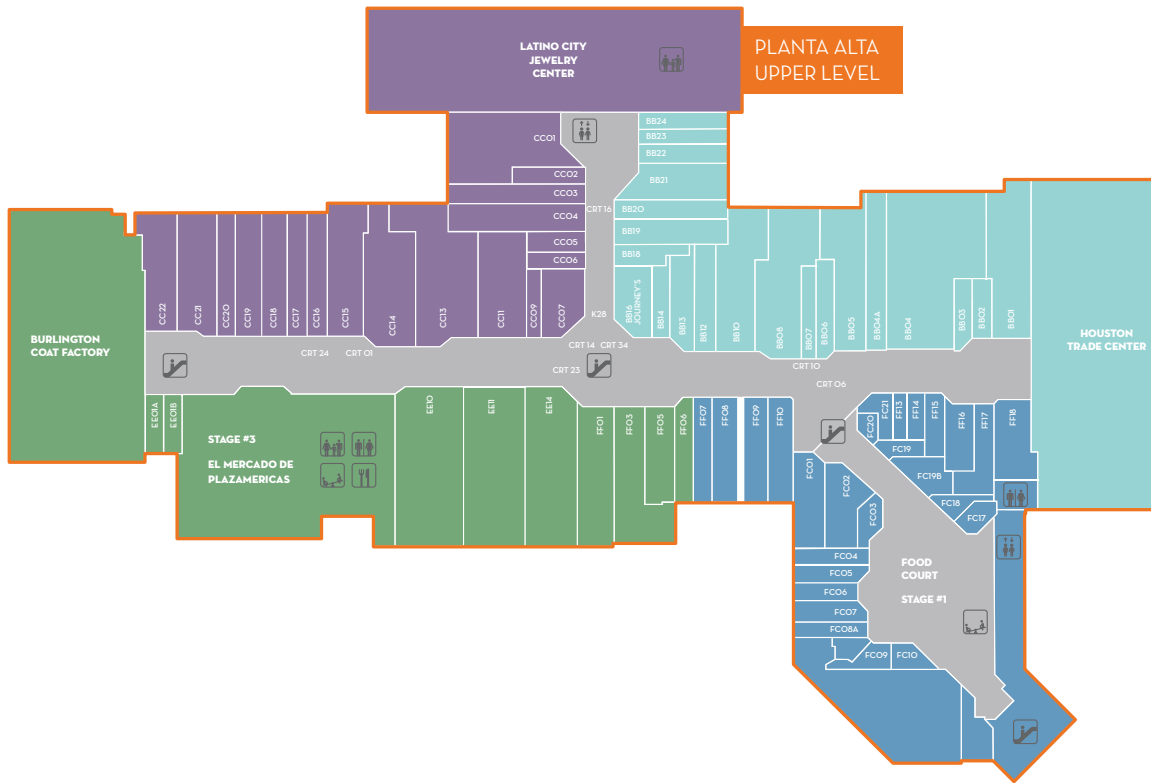 LATINO CITY
JEWELRY
CENTER
PLANTA ALTA
UPPER LEVEL
CC01
CC02
CC03
CC04
CC05
CC06
BB24
BB23
BB22
BB21
CRT 16
BB20
BB19
BB18
BB16
JOURNEY'S
BB14
BB13
BB12
BB10
BB08
BB07
BB06
BB05
BB04A
BB04
BB03
BB02
BB01
CC22
CC21
CC20
CC19
CC18
CC17
CC16
CC15
CC14
CC13
CC11
CC09
CC07
K28
BURLINGTON
COAT FACTORY
HOUSTON
TRADE CENTER
CRT 24
CRT 01
CRT 14
CRT 34
CRT 23
CRT 10
CRT 06
EE01A
EE01B
STAGE #3
EL MERCADO DE
PLAZAMERICAS
EE10
EE11
EE14
FF01
FF03
FF05
FF06
FF07
FF08
FF09
FF10
FC01
FC02
FC03
FC20
FC21
FF13
FF14
FF15
FF16
FF17
FF18
FC19
FC19B
FC18
FC17
FC04
FC05
FC06
FC07
FC08A
FC09
FC10
FOOD
COURT
STAGE #1